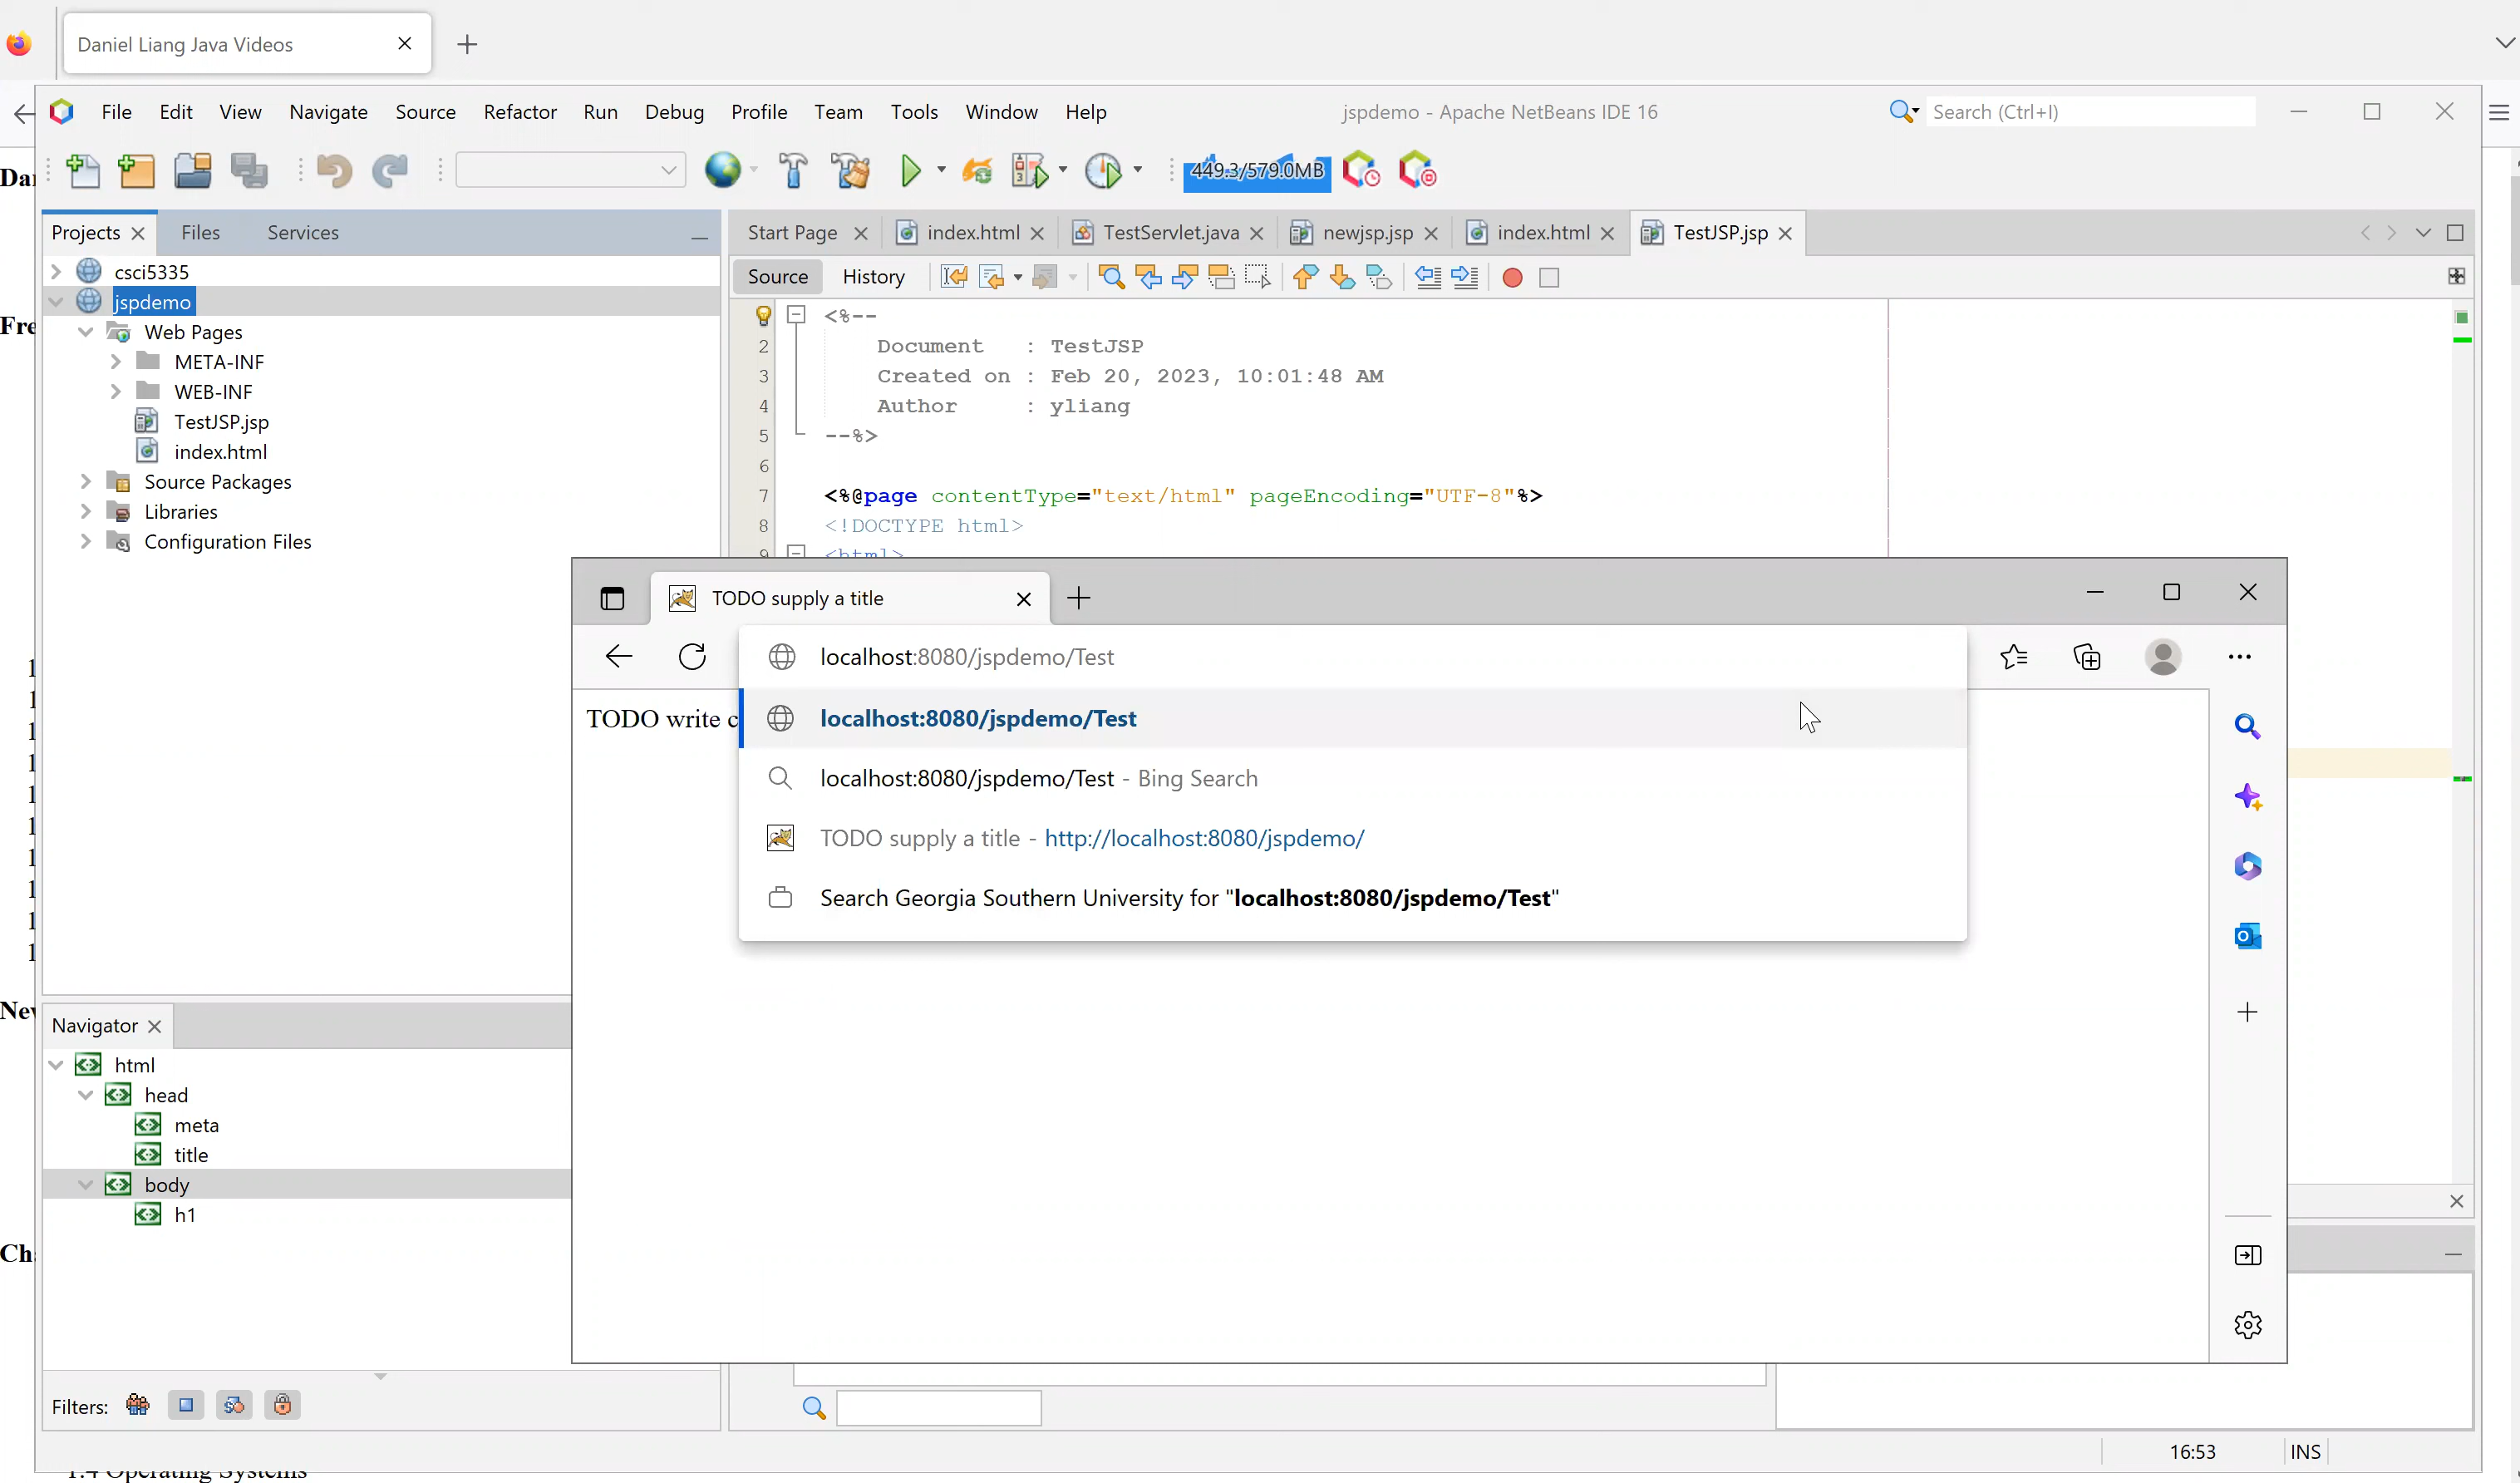 Daniel Liang Java Videos
File Edit View Navigate Source Refactor Run Debug Profile Team Tools Window Help
jspdemo - Apache NetBeans IDE 16
Search (Ctrl+I)
449.3/579.0MB
Projects Files Services
csci5335
jspdemo
Web Pages
META-INF
WEB-INF
TestJSP.jsp
index.html
Source Packages
Libraries
Configuration Files
Start Page index.html TestServlet.java newjsp.jsp index.html TestJSP.jsp
Source History
<%--
2 Document : TestJSP
3 Created on : Feb 20, 2023, 10:01:48 AM
4 Author : yliang
5 --%>
6
7 <%@page contentType="text/html" pageEncoding="UTF-8"%>
8 <!DOCTYPE html>
9 <html>
TODO supply a title
localhost:8080/jspdemo/Test
TODO write c
localhost:8080/jspdemo/Test
localhost:8080/jspdemo/Test - Bing Search
TODO supply a title - http://localhost:8080/jspdemo/
Search Georgia Southern University for "localhost:8080/jspdemo/Test"
Navigator
html
head
meta
title
body
h1
Filters:
16:53 INS
1.4 Operating Systems